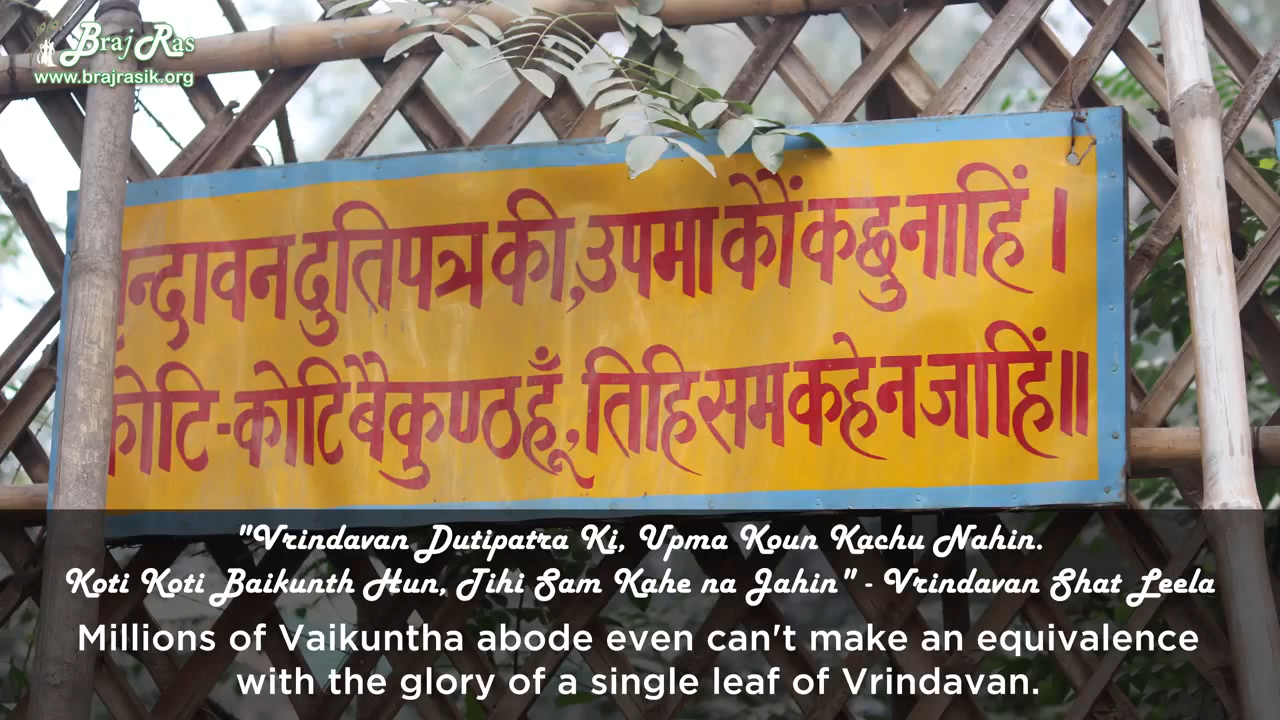 Braj Ras
www.brajrasik.org
न्दावन दुति पत्र की, उपमा कौं कछु नाहिं ।
कोटि-कोटि बैकुण्ठ हूँ, तिहि सम कहे न जाहिं ॥
"Vrindavan Dutipatra Ki, Upma Koun Kachu Nahin.
Koti Koti Baikunth Hun, Tihi Sam Kahe na Jahin" - Vrindavan Shat Leela
Millions of Vaikuntha abode even can't make an equivalence
with the glory of a single leaf of Vrindavan.